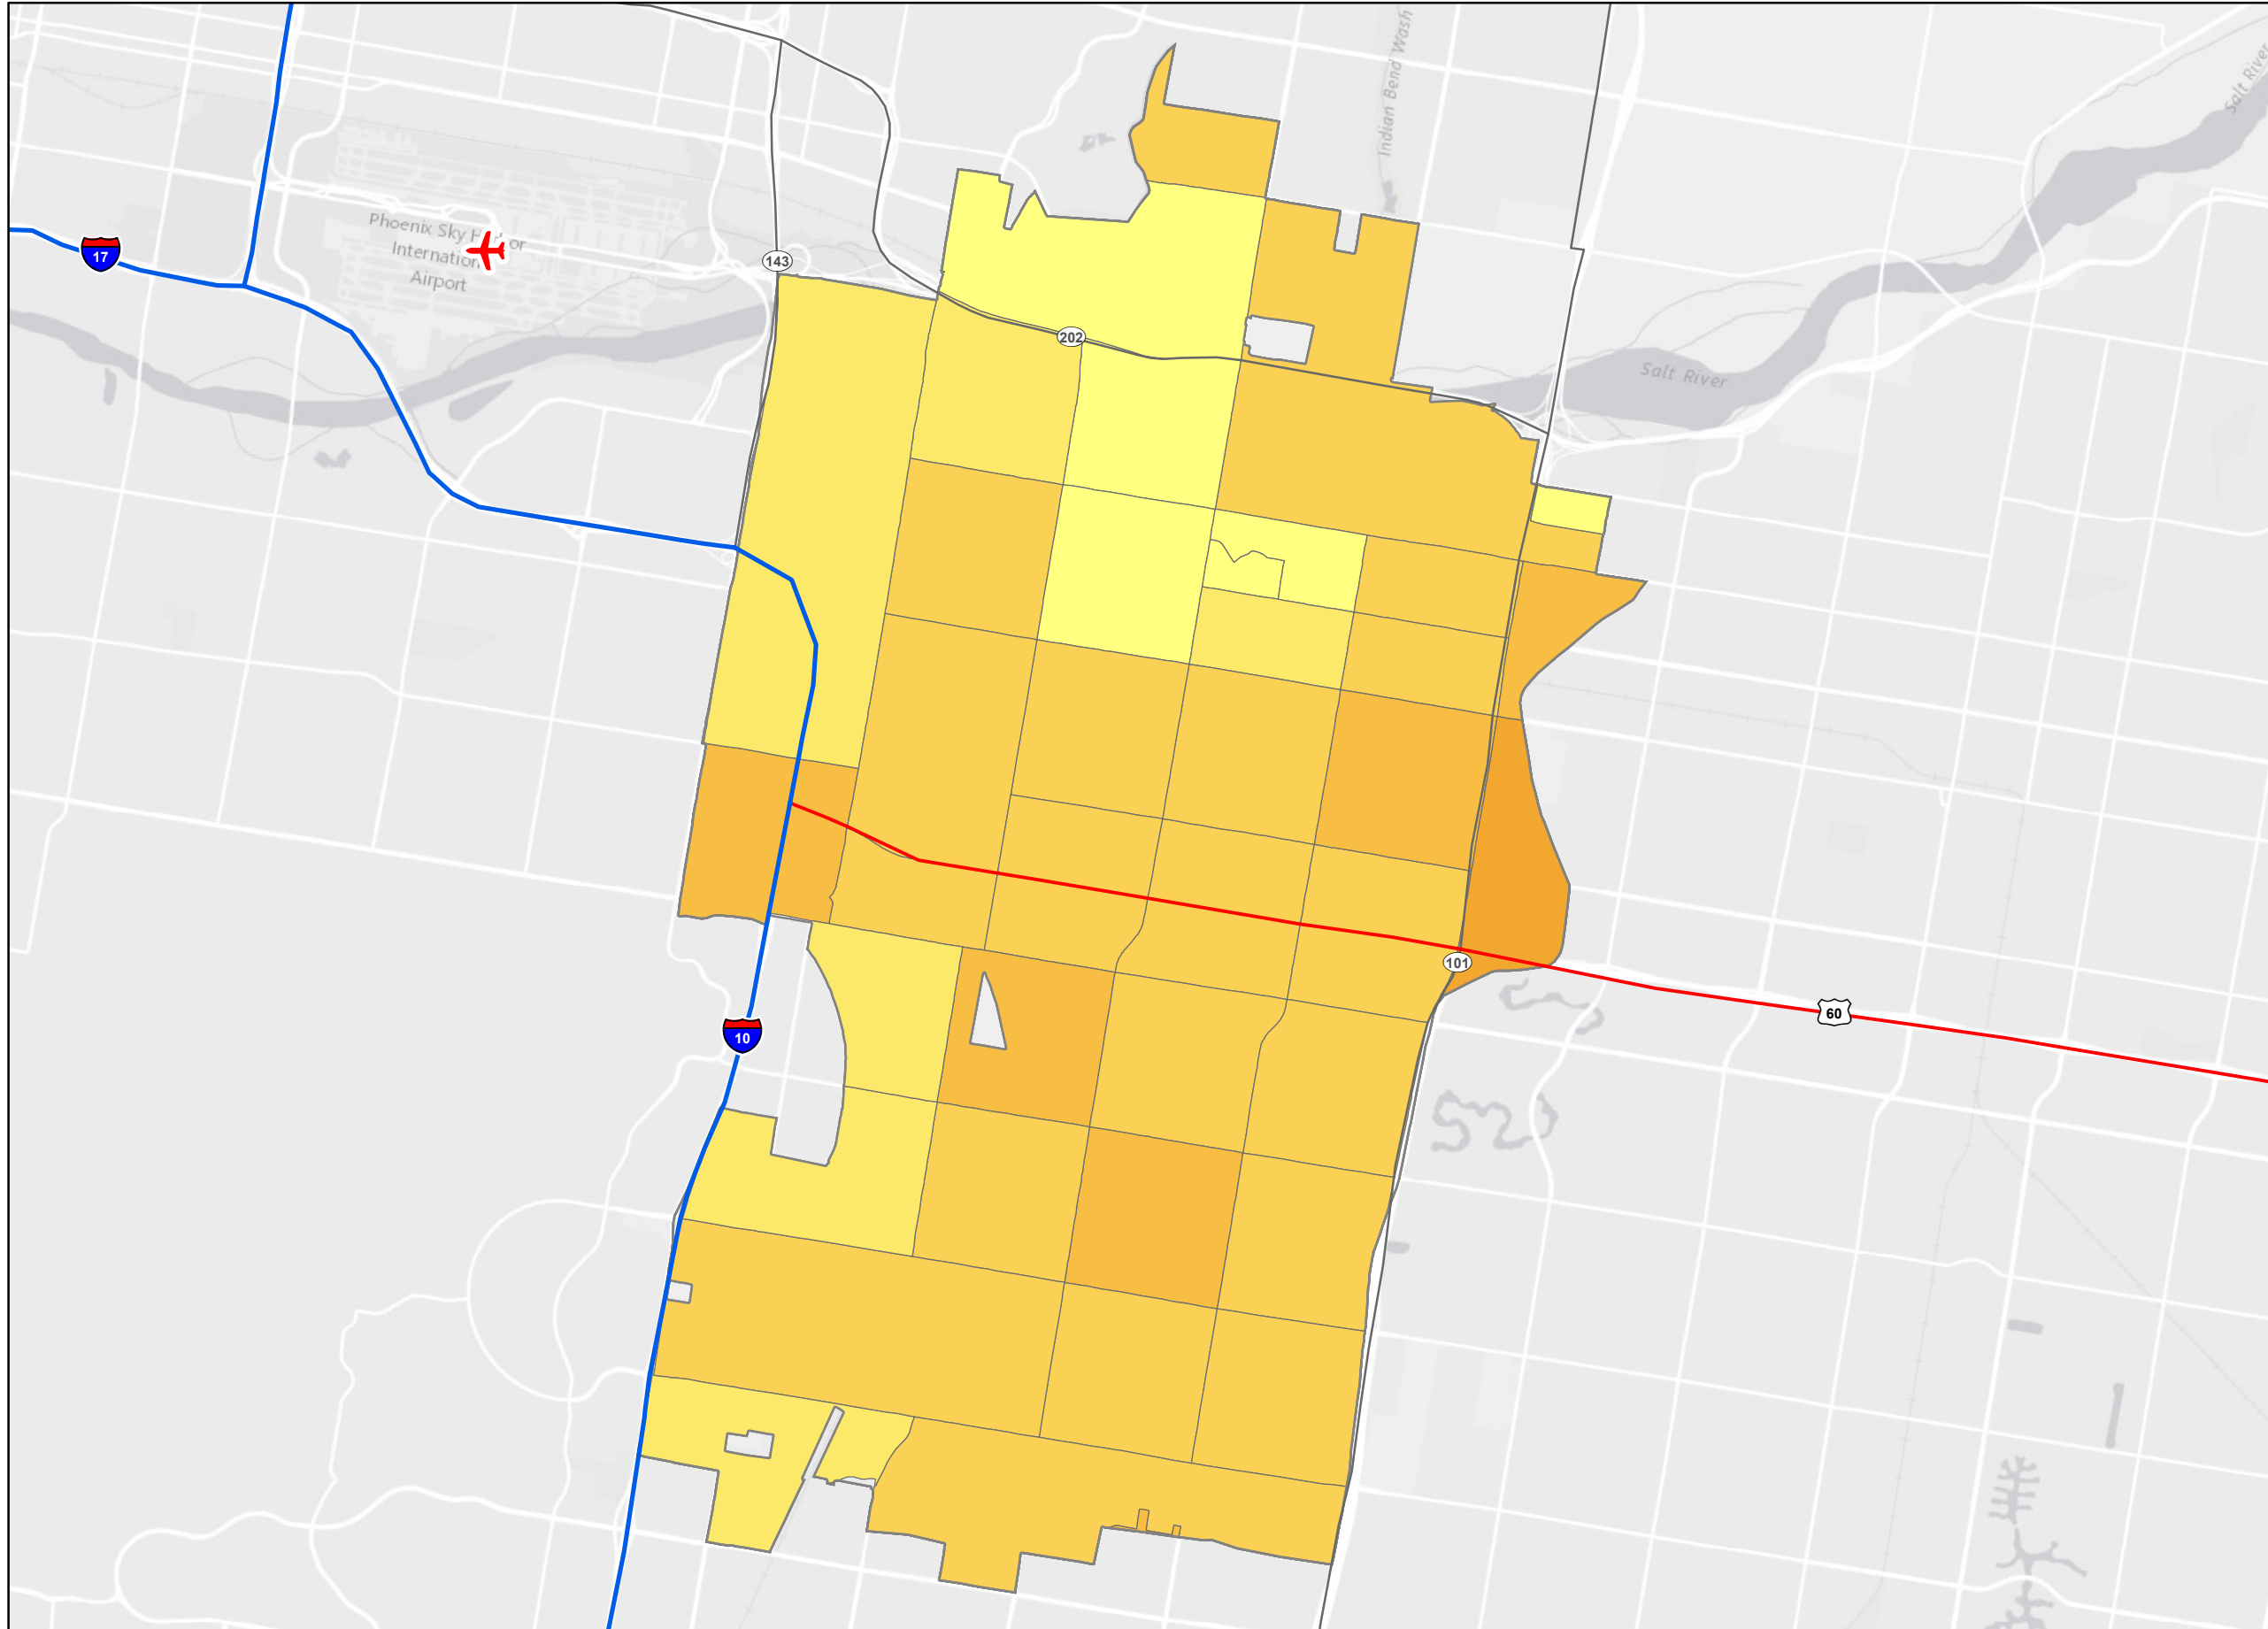 Indian Bend Wash
Salt River
Phoenix Sky Harbor
International
Airport
17
143
202
Salt River
101
60
10